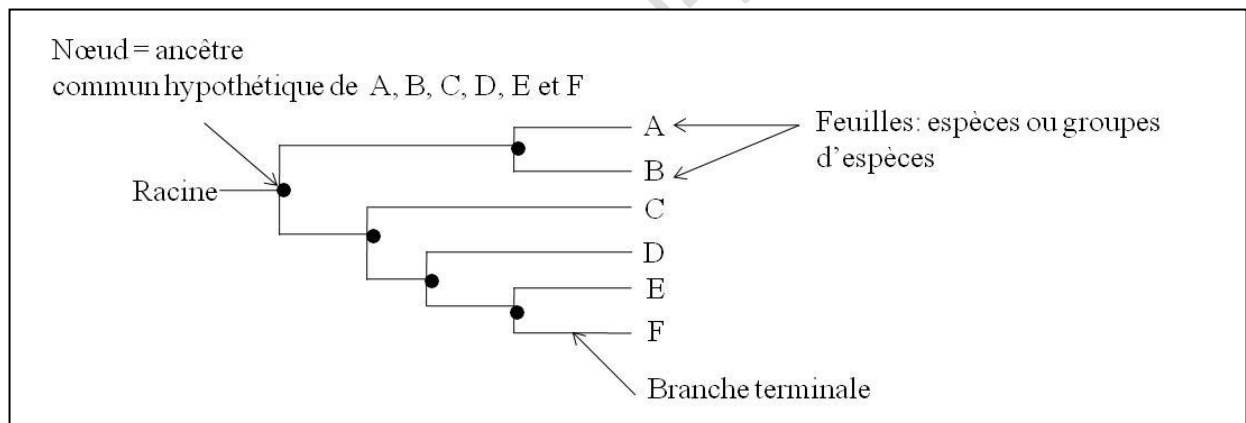 Nœud = ancêtre
commun hypothétique de A, B, C, D, E et F
A
Feuilles: espèces ou groupes
d'espèces
B
Racine
C
D
E
F
Branche terminale